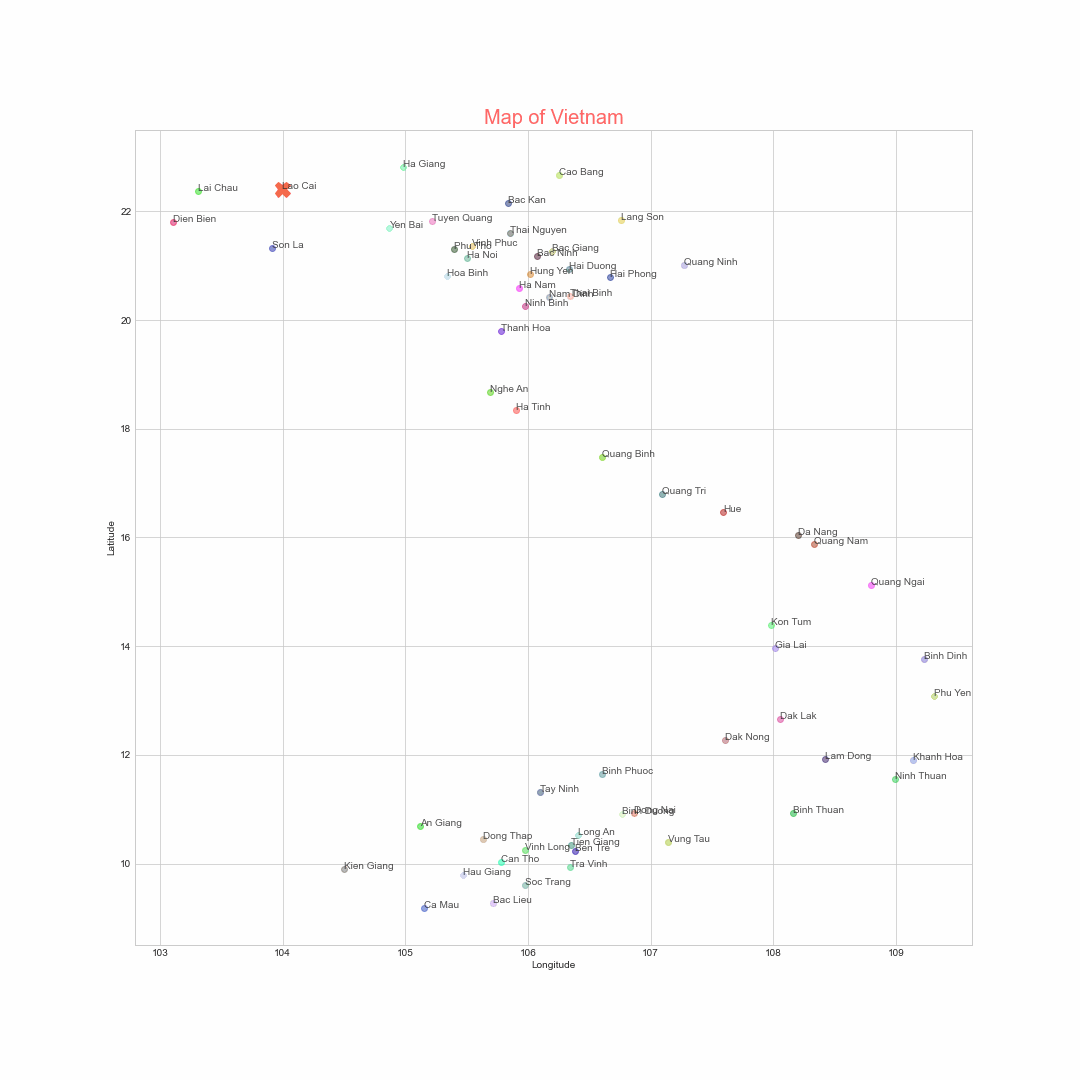 Map of Vietnam
Ha Giang
Cao Bang
Lai Chau
Lao Cai
Bac Kan
22
Dien Bien
Tuyen Quang
Lang Son
Yen Bai
Thai Nguyen
Son La
Phu Tho
Vinh Phuc
Ha Noi
Bac Giang
Bac Ninh
Quang Ninh
Hoa Binh
Hung Yen
Hai Duong
Hai Phong
Ha Nam
Nam Dinh
Thai Binh
Ninh Binh
20
Thanh Hoa
Nghe An
Ha Tinh
18
Quang Binh
Quang Tri
Hue
16
Da Nang
Quang Nam
Latitude
Quang Ngai
Kon Tum
14
Gia Lai
Binh Dinh
Phu Yen
Dak Lak
Dak Nong
12
Lam Dong
Khanh Hoa
Binh Phuoc
Ninh Thuan
Tay Ninh
Binh Duong
Dong Nai
Binh Thuan
An Giang
Dong Thap
Long An
Vung Tau
Tien Giang
Vinh Long
Ben Tre
10
Kien Giang
Can Tho
Tra Vinh
Hau Giang
Soc Trang
Ca Mau
Bac Lieu
103 104 105 106 107 108 109
Longitude